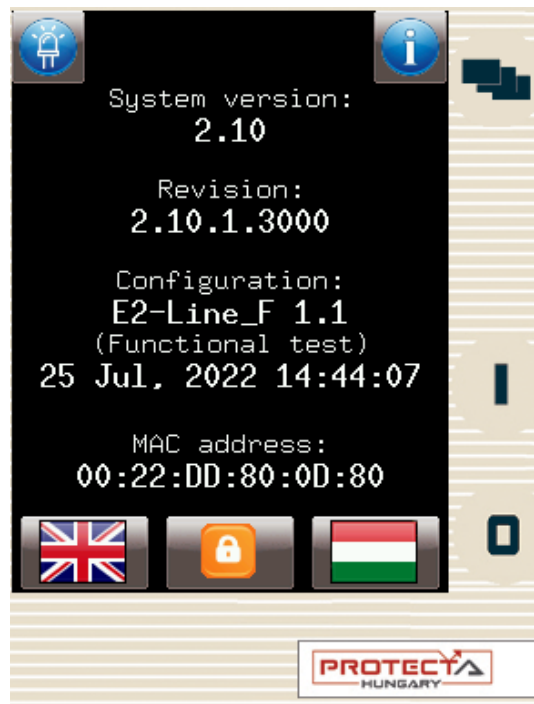 i
System version:
2.10
Revision:
2.10.1.3000
Configuration:
E2-Line_F 1.1
(Functional test)
25 Jul, 2022 14:44:07
MAC address:
00:22:DD:80:0D:80
I
O
PROTECTA
HUNGARY